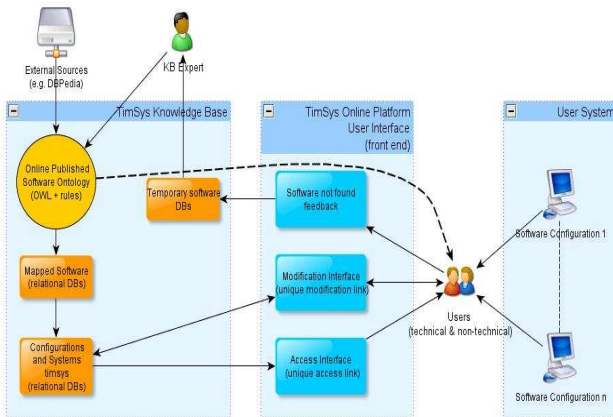 External Sources
(e.g. DBPedia)
KB Expert
TimSys Knowledge Base
TimSys Online Platform
User Interface
(front end)
User System
Online Published
Software Ontology
(OWL + rules)
Temporary software
DBs
Software not found
feedback
Software Configuration 1
Mapped Software
(relational DBs)
Modification Interface
(unique modification link)
Users
(technical & non-technical)
Configurations
and Systems
timsys
(relational DBs)
Access Interface
(unique access link)
Software Configuration n